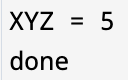 XYZ = 5
done